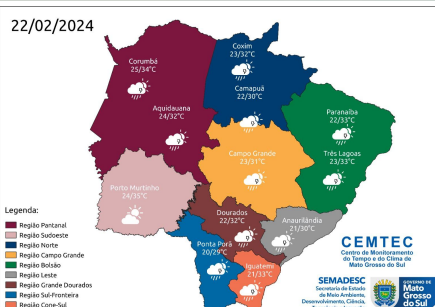 22/02/2024
Corumbá
25/34°C
Aquidauana
24/32°C
Coxim
23/32°C
Camapuã
22/30°C
Paranaíba
22/33°C
Três Lagoas
23/33°C
Campo Grande
23/31°C
Porto Murtinho
24/35°C
Dourados
22/32°C
Anaurilândia
21/30°C
Ponta Porã
20/29°C
Iguatemi
21/33°C
Legenda:
Região Pantanal
Região Sudoeste
Região Norte
Região Campo Grande
Região Bolsão
Região Leste
Região Grande Dourados
Região Sul-Fronteira
Região Cone-Sul
CEMTEC
Centro de Monitoramento
do Tempo e do Clima de
Mato Grosso do Sul
SEMADESC
Secretaria de Estado
de Meio Ambiente,
Desenvolvimento, Ciência,
GOVERNO DE
Mato
Grosso
do Sul